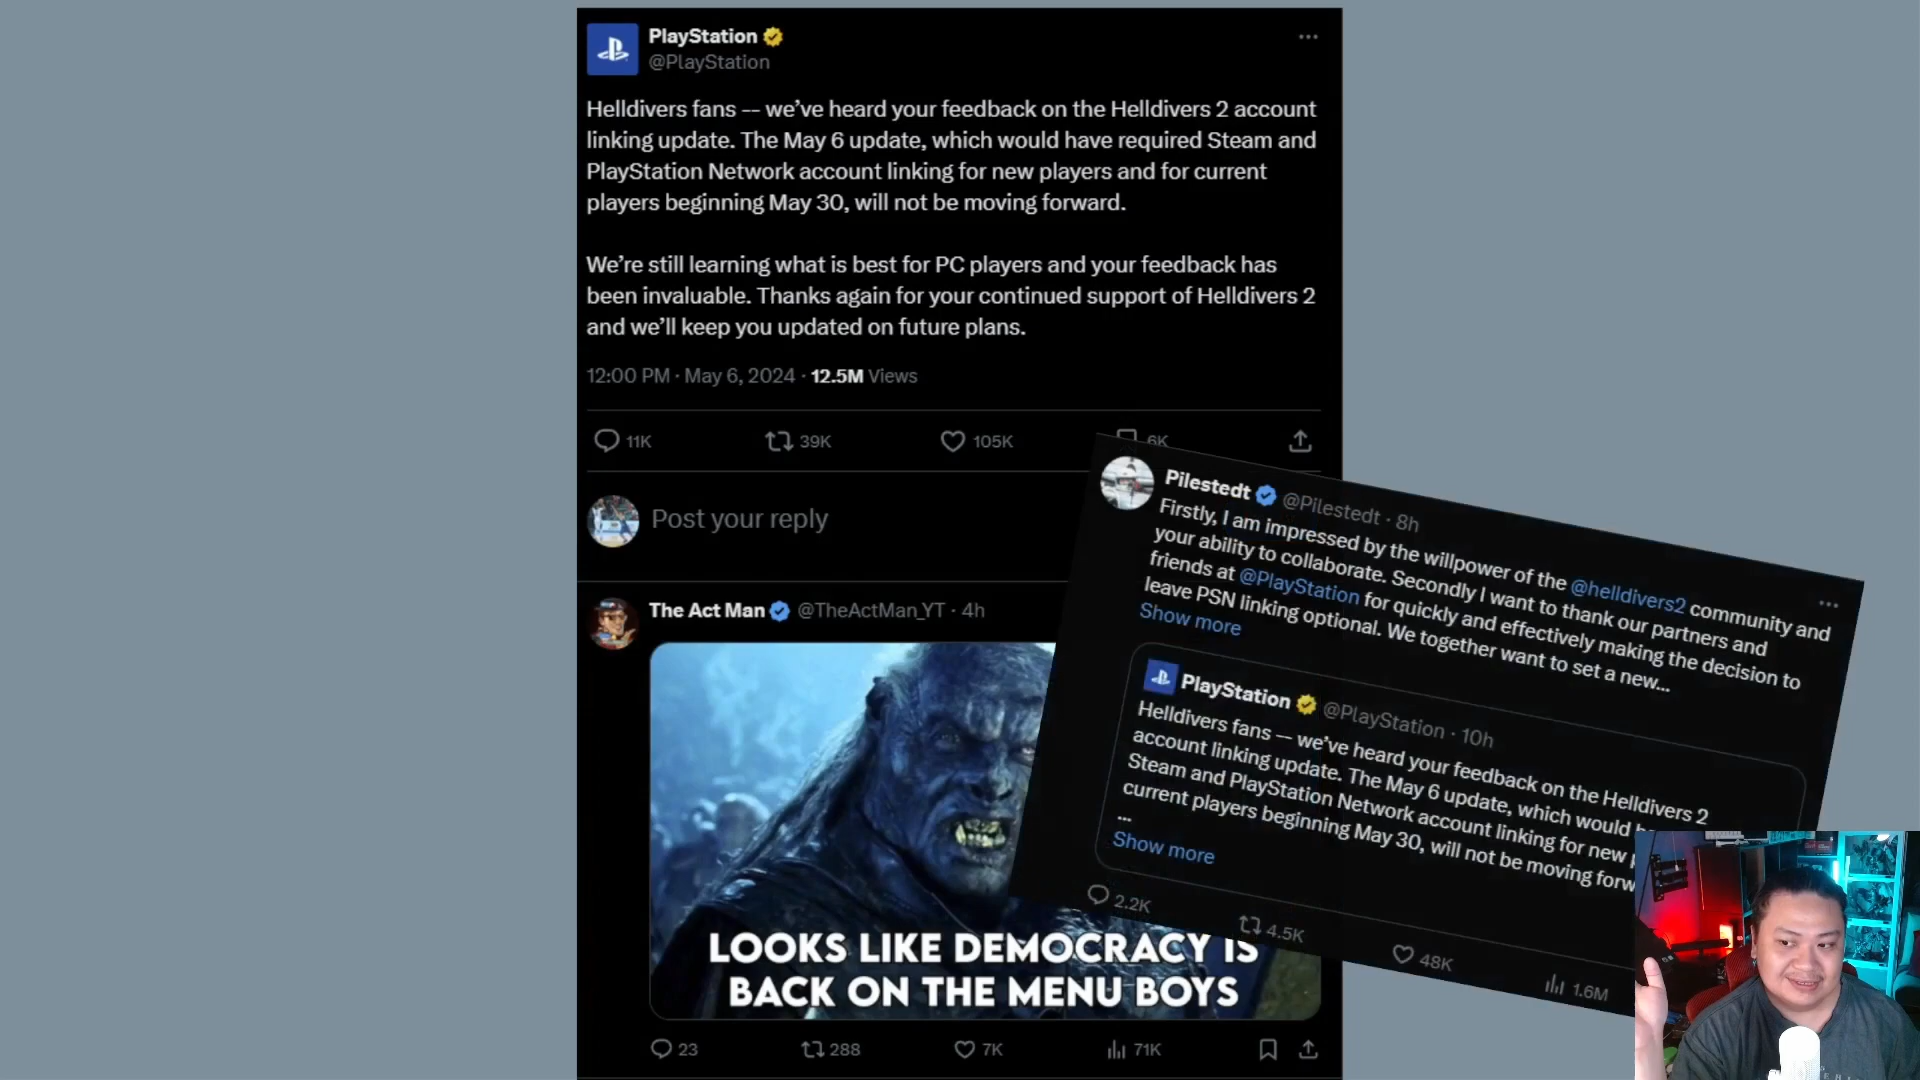 PlayStation
@PlayStation
Helldivers fans -- we've heard your feedback on the Helldivers 2 account
linking update. The May 6 update, which would have required Steam and
PlayStation Network account linking for new players and for current
players beginning May 30, will not be moving forward.
We're still learning what is best for PC players and your feedback has
been invaluable. Thanks again for your continued support of Helldivers 2
and we'll keep you updated on future plans.
12:00 PM · May 6, 2024 · 12.5M Views
11K 39K 105K 6K
Post your reply
The Act Man @TheActMan_YT · 4h
LOOKS LIKE DEMOCRACY IS
BACK ON THE MENU BOYS
23 288 7K 71K
Pilestedt @Pilestedt · 8h
Firstly, I am impressed by the willpower of the @helldivers2 community and
your ability to collaborate. Secondly I want to thank our partners and
friends at @PlayStation for quickly and effectively making the decision to
leave PSN linking optional. We together want to set a new...
Show more
PlayStation @PlayStation · 10h
Helldivers fans -- we've heard your feedback on the Helldivers 2
account linking update. The May 6 update, which would
Steam and PlayStation Network account linking for new
current players beginning May 30, will not be moving forw
...
Show more
2.2K 4.5K 48K 1.6M